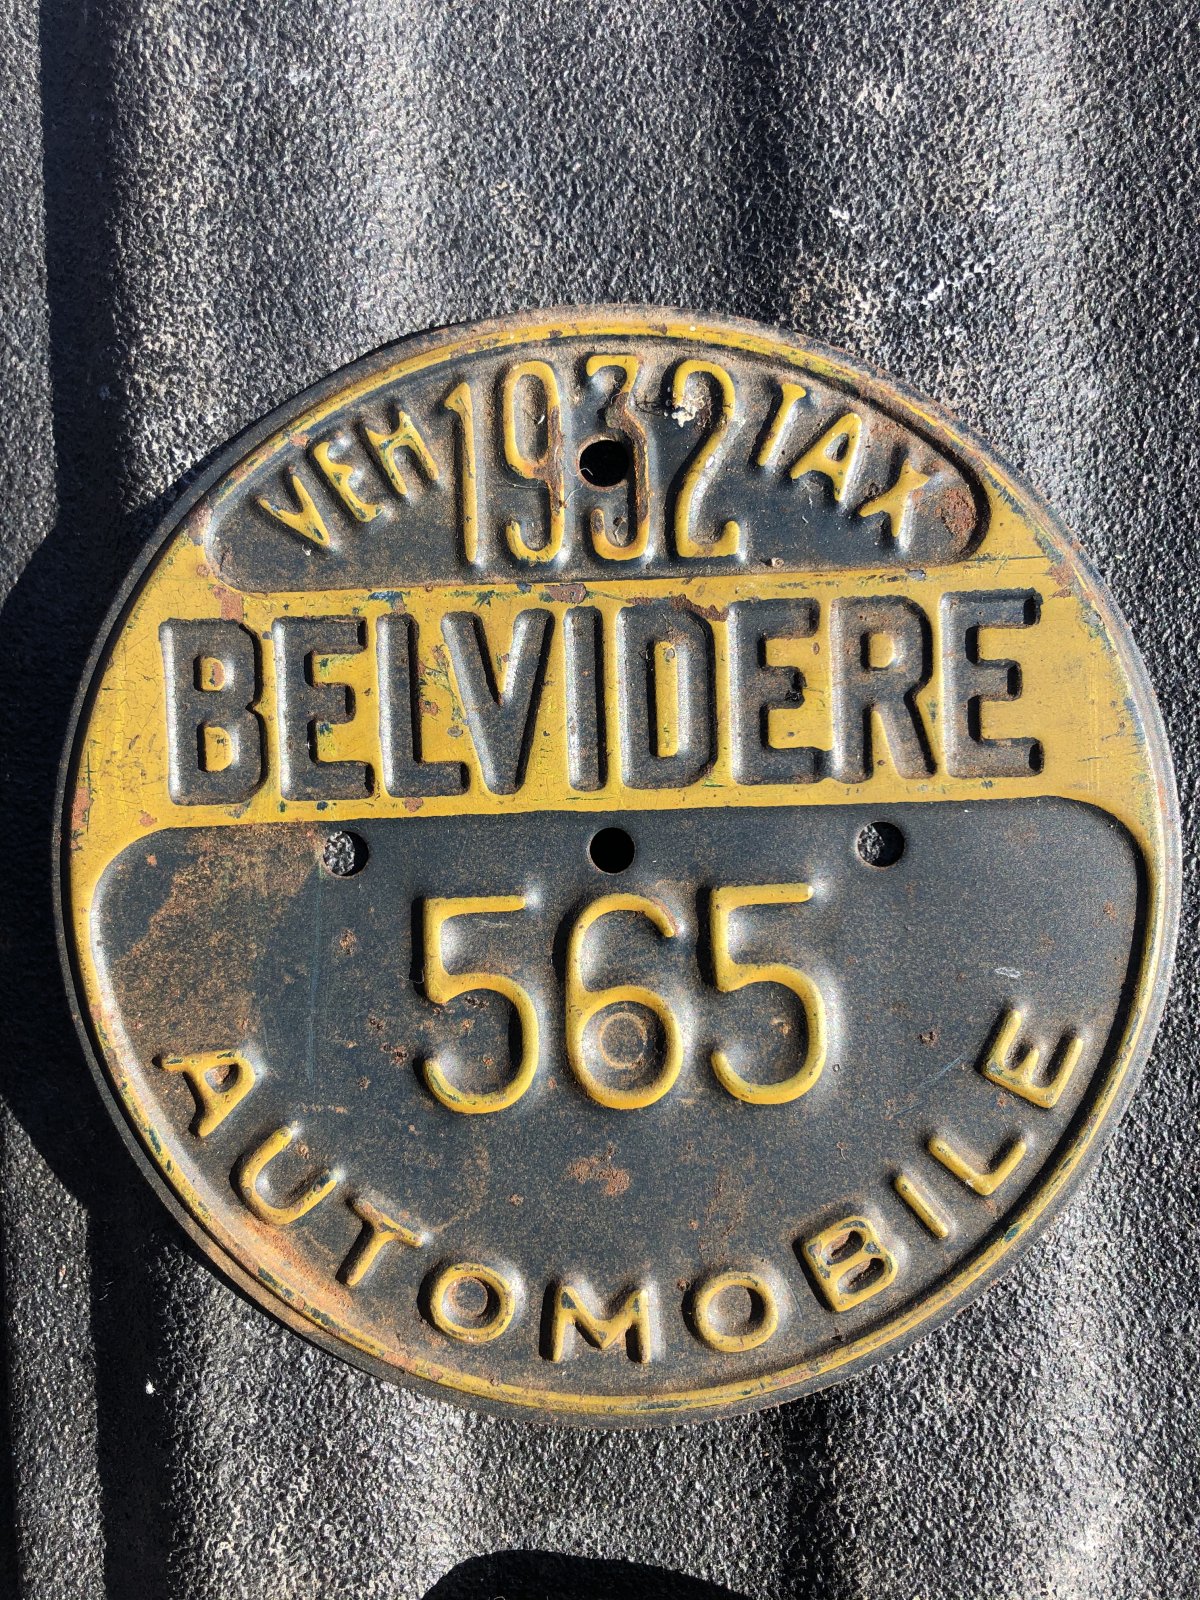 VEH 1932 TAX
BELVIDERE
565
AUTOMOBILE